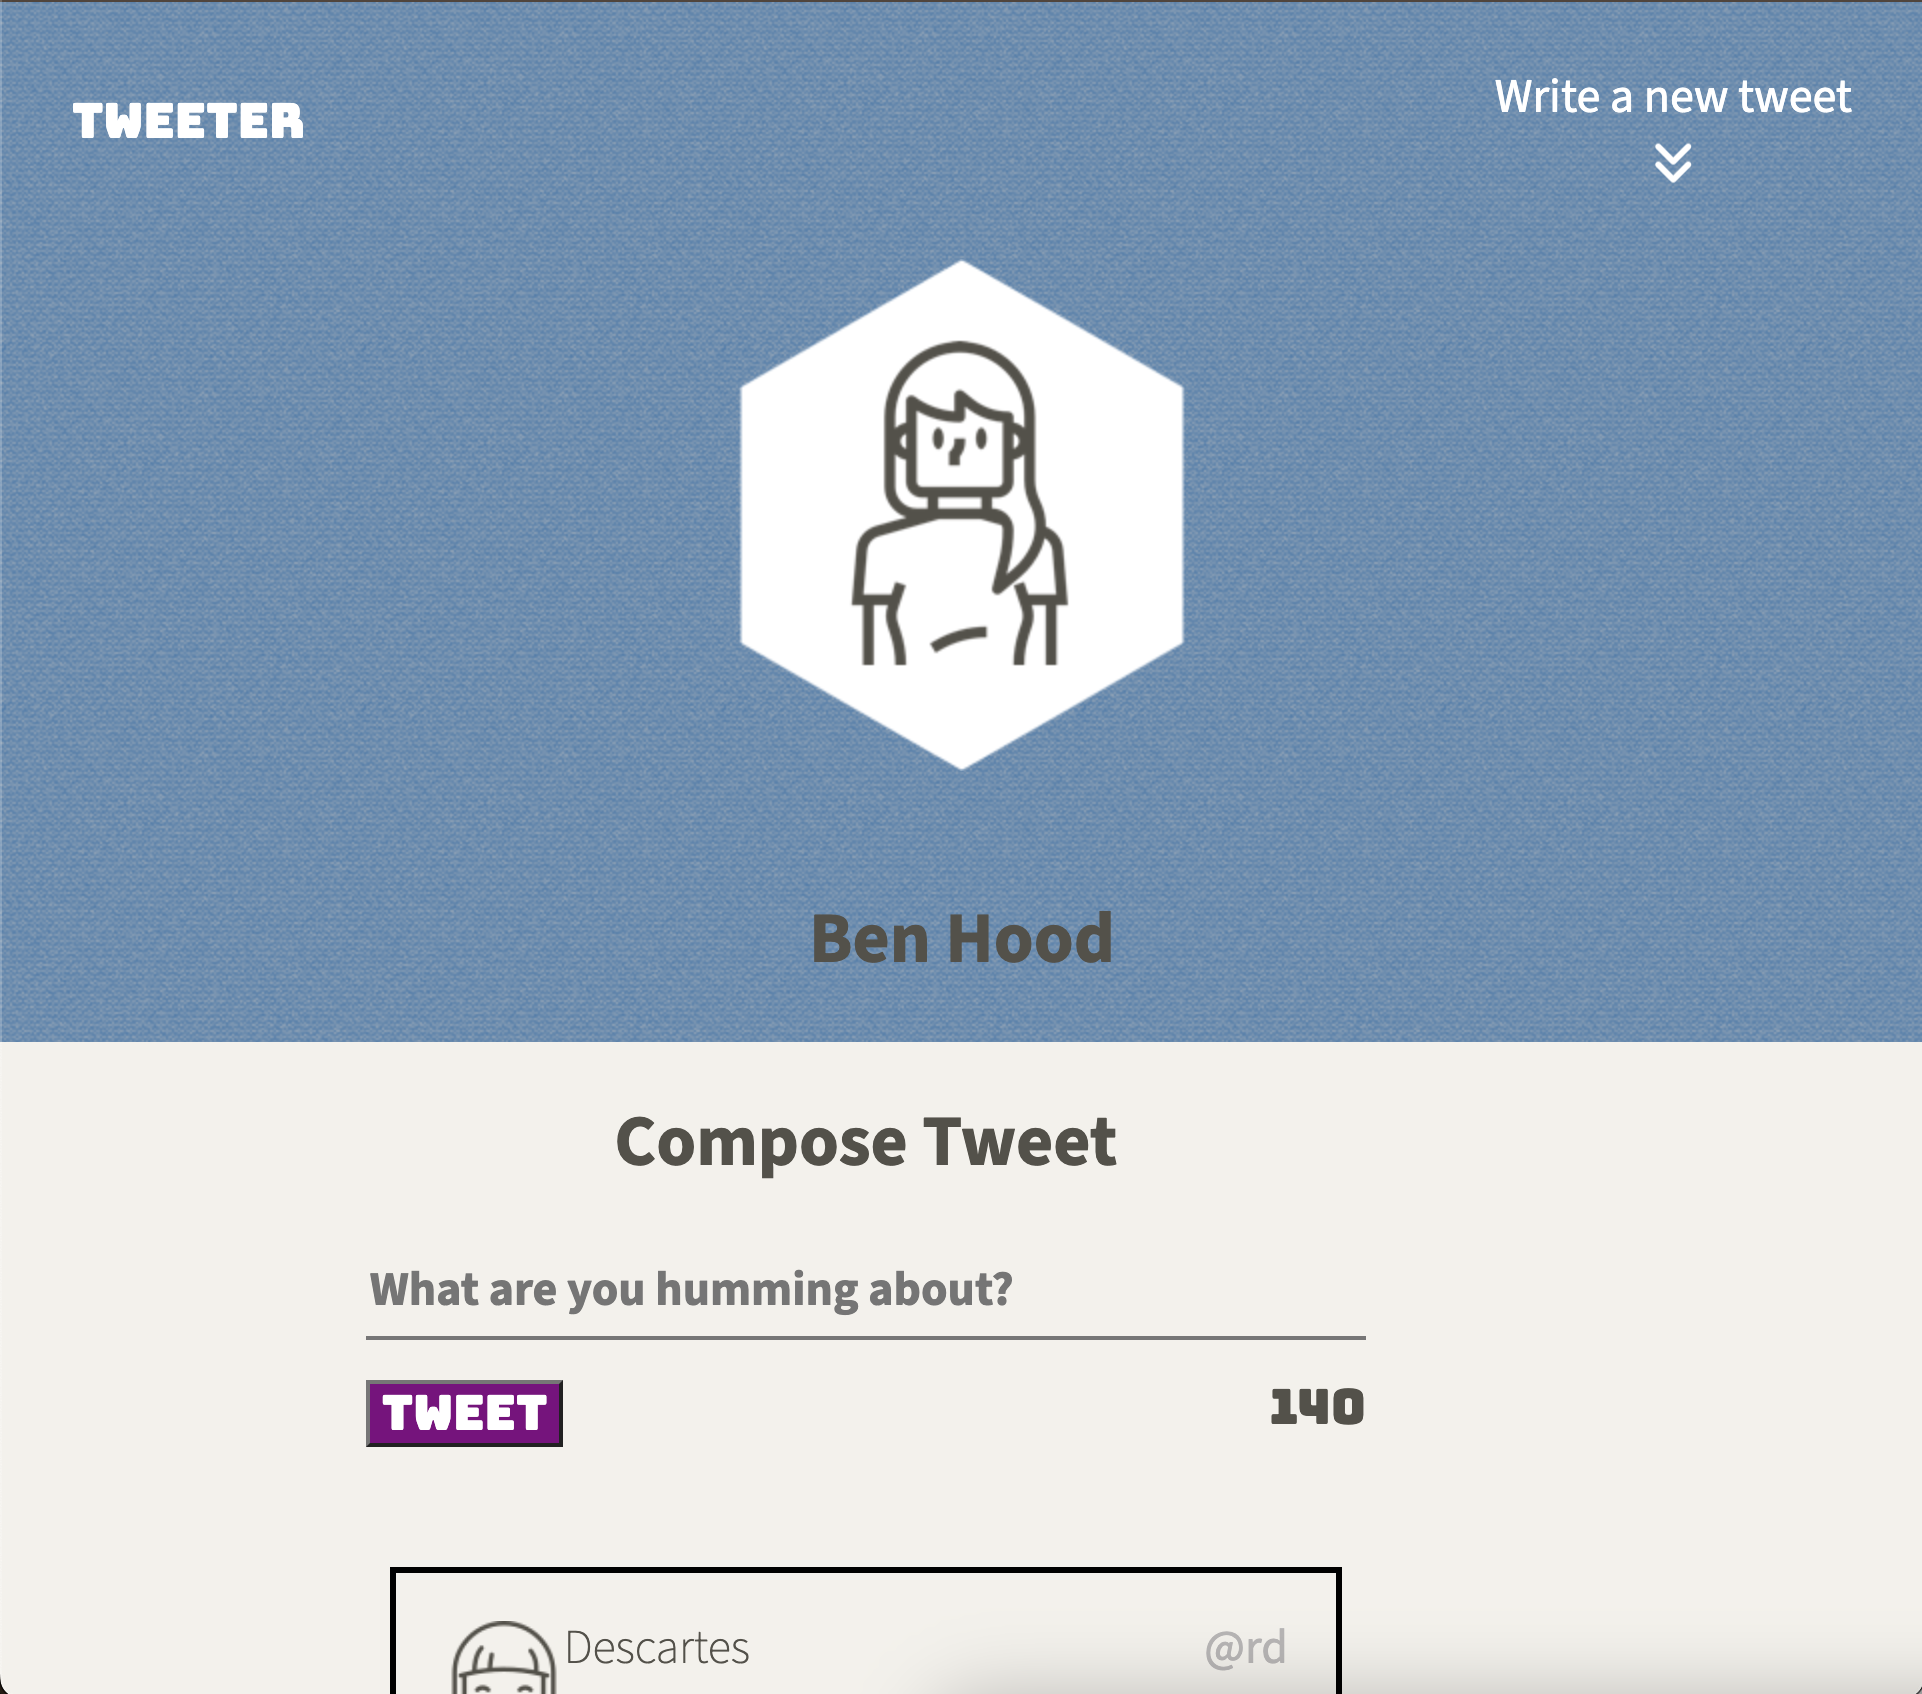 TWEETER
Write a new tweet
Ben Hood
Compose Tweet
What are you humming about?
TWEET
140
Descartes
@rd